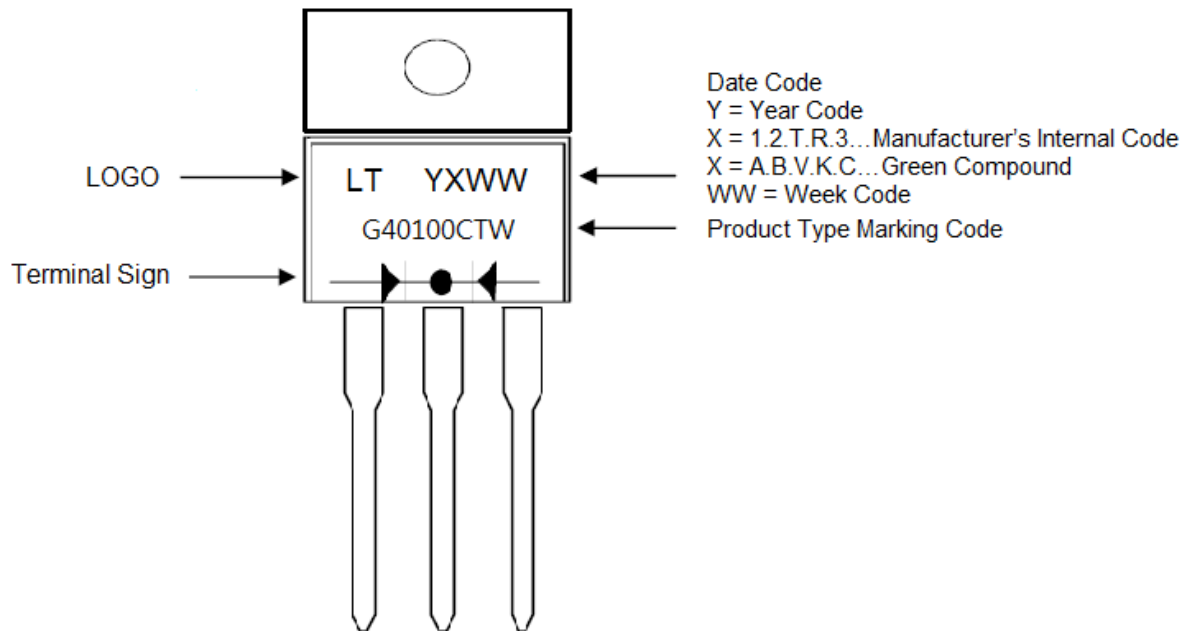 Date Code
Y = Year Code
X = 1.2.T.R.3...Manufacturer's Internal Code
X = A.B.V.K.C...Green Compound
WW = Week Code
LOGO
LT YXWW
G40100CTW
Product Type Marking Code
Terminal Sign